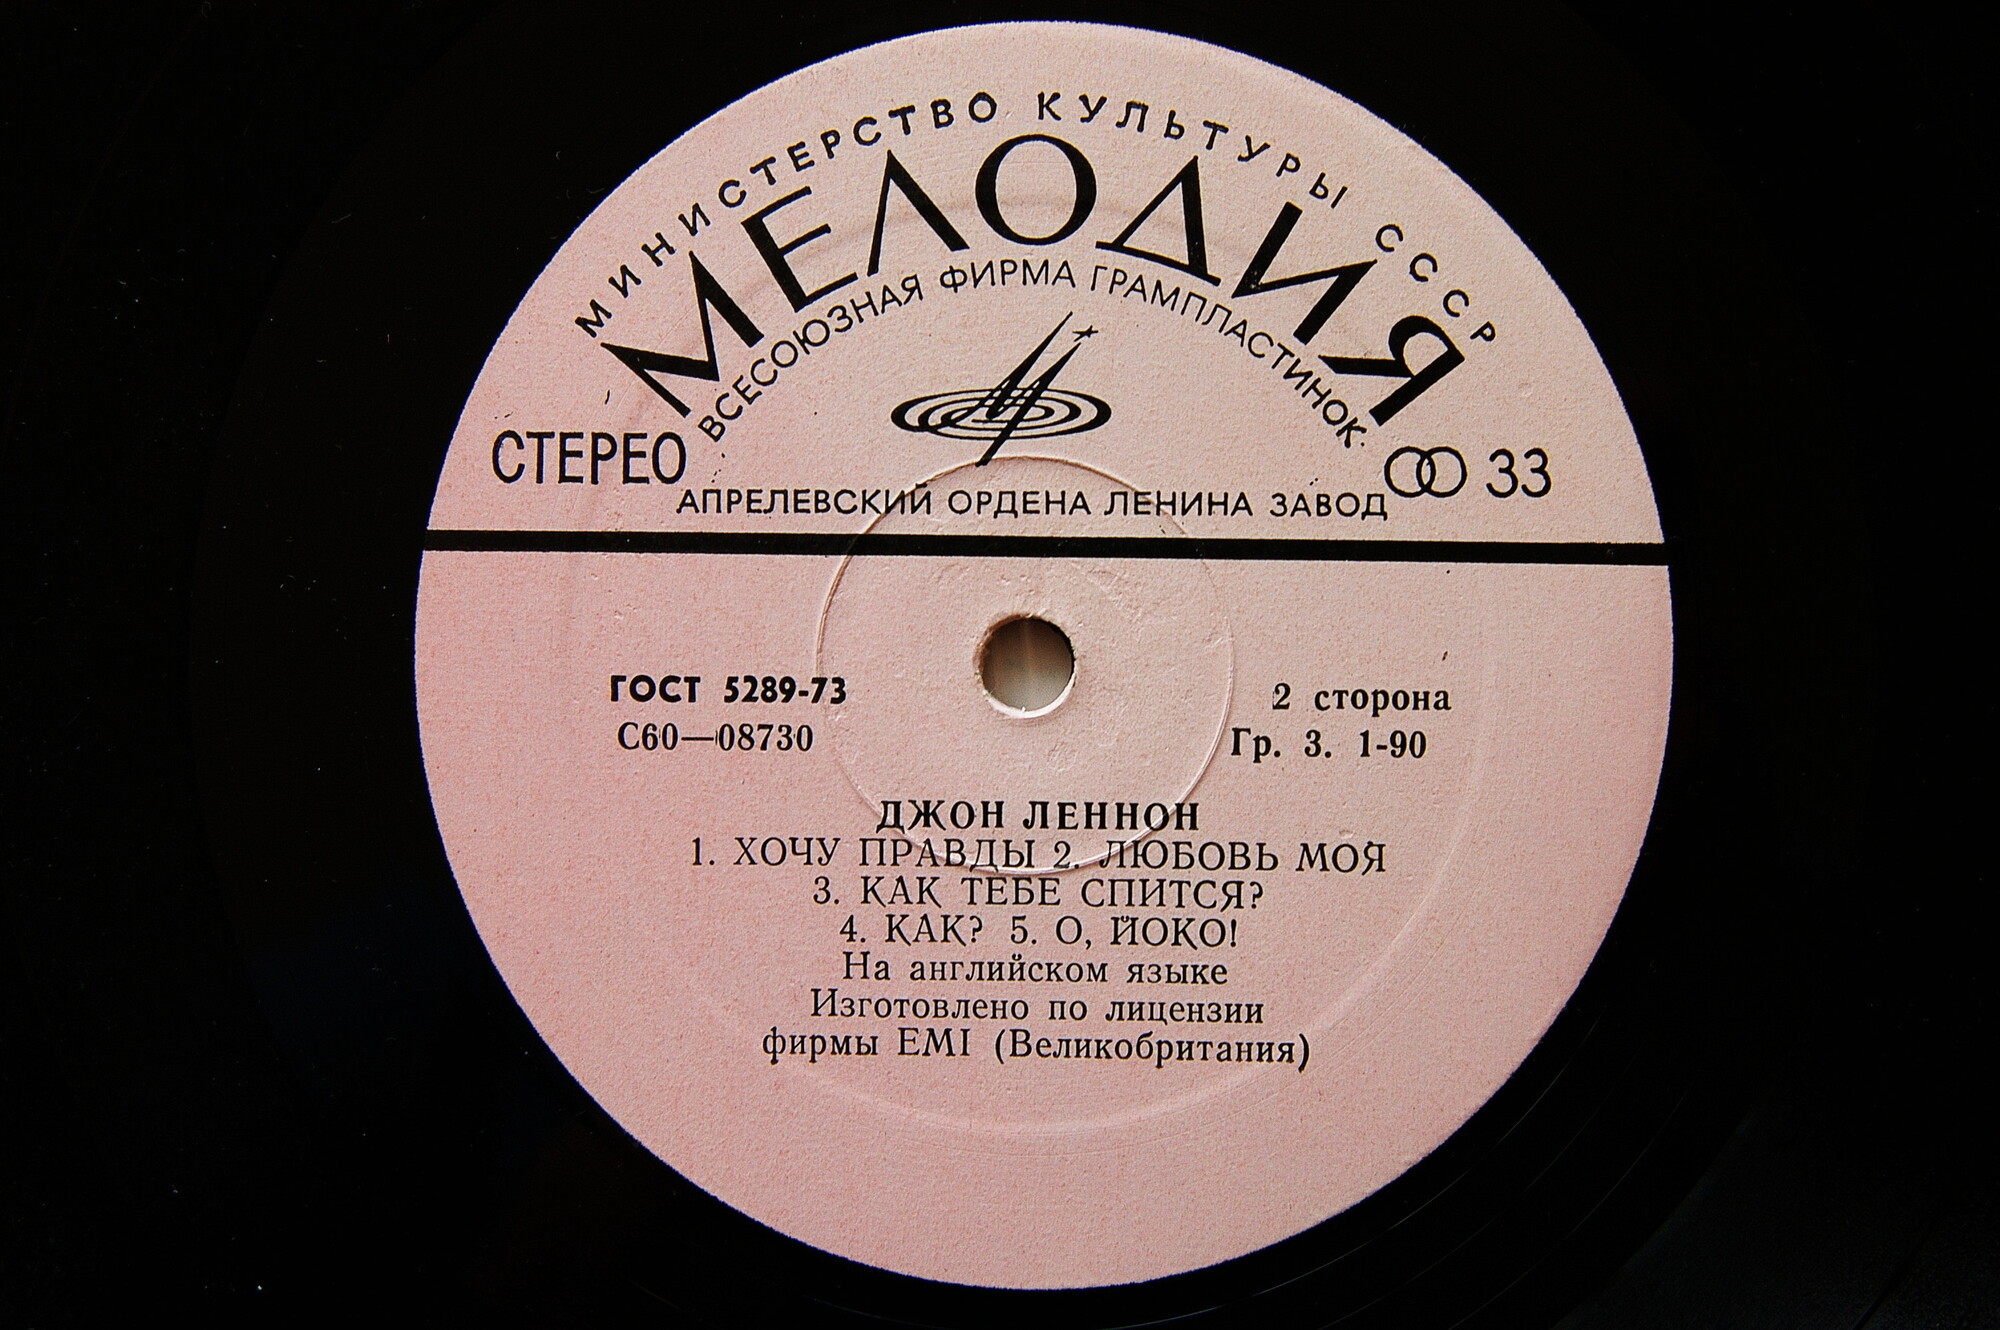 МИНИСТЕРСТВО КУЛЬТУРЫ СССР
МЕЛОДИЯ
ВСЕСОЮЗНАЯ ФИРМА ГРАМПЛАСТИНОК
СТЕРЕО
33
АПРЕЛЕВСКИЙ ОРДЕНА ЛЕНИНА ЗАВОД
ГОСТ 5289-73
С60—08730
2 сторона
Гр. 3. 1-90
ДЖОН ЛЕННОН
1. ХОЧУ ПРАВДЫ 2. ЛЮБОВЬ МОЯ
3. КАК ТЕБЕ СПИТСЯ?
4. КАК? 5. О, ЙОКО!
На английском языке
Изготовлено по лицензии
фирмы EMI (Великобритания)